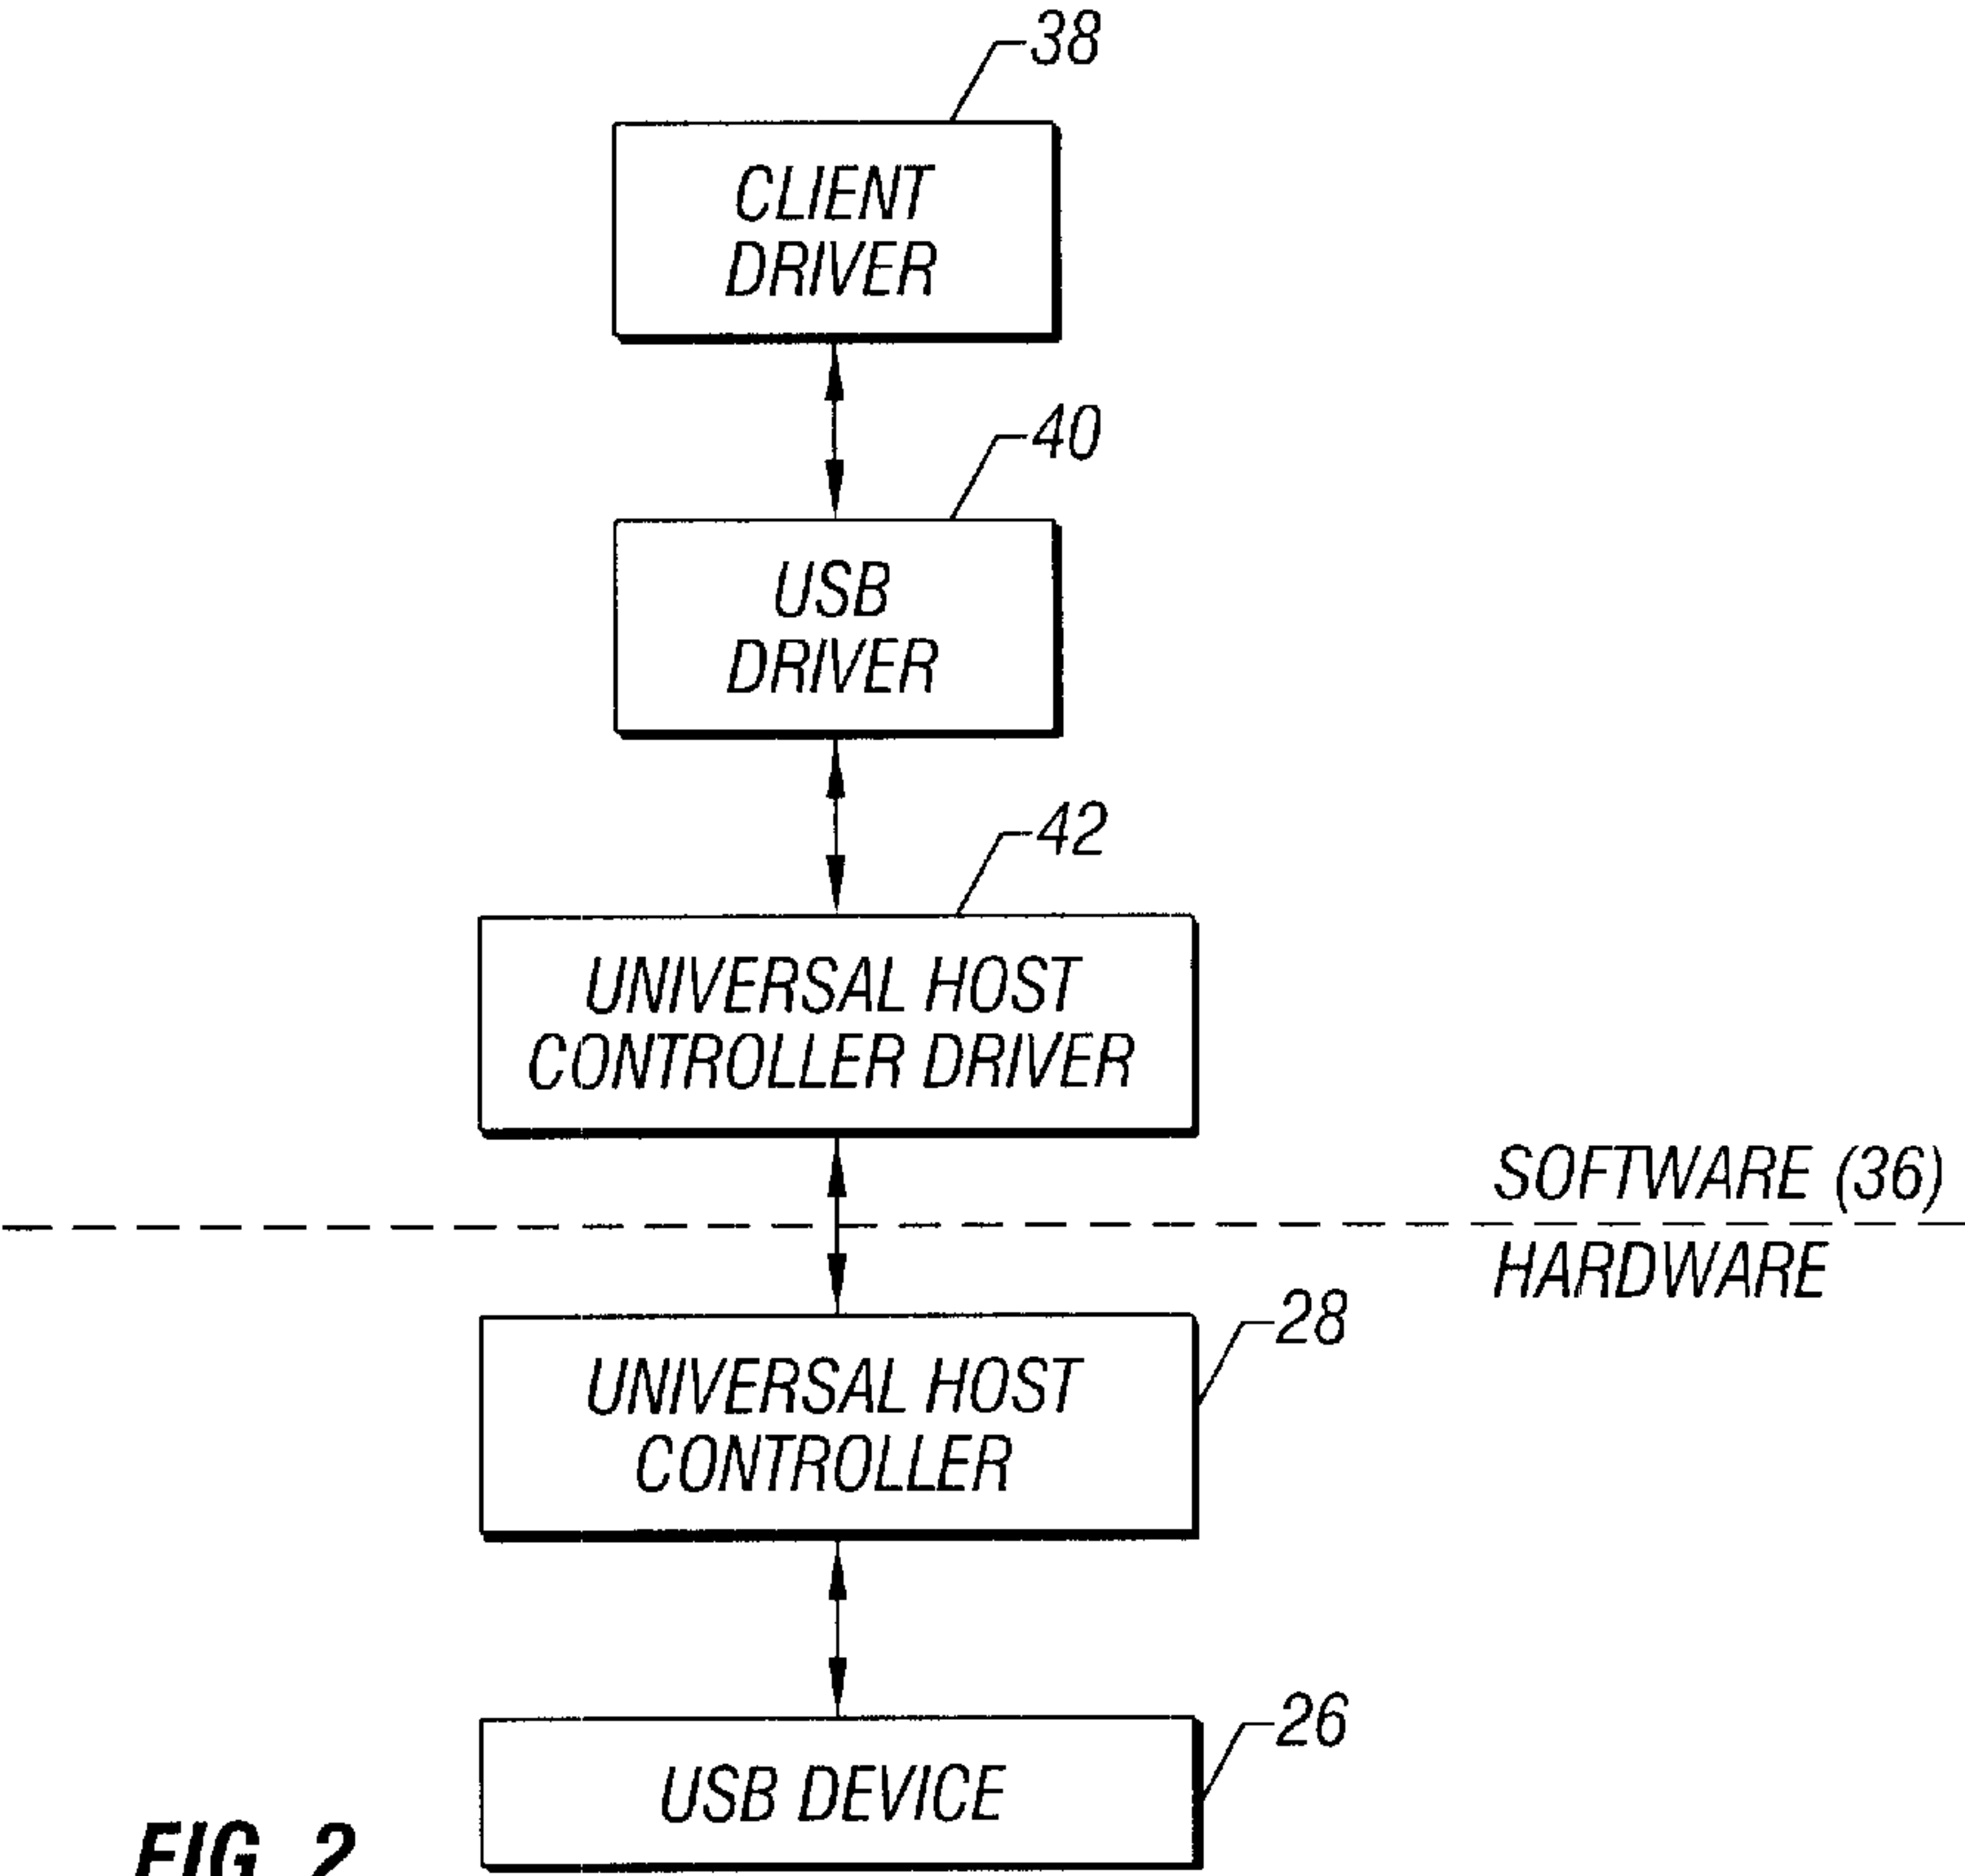 38
CLIENT
DRIVER
40
USB
DRIVER
42
UNIVERSAL HOST
CONTROLLER DRIVER
SOFTWARE (36)
HARDWARE
28
UNIVERSAL HOST
CONTROLLER
26
USB DEVICE
FIG. 2